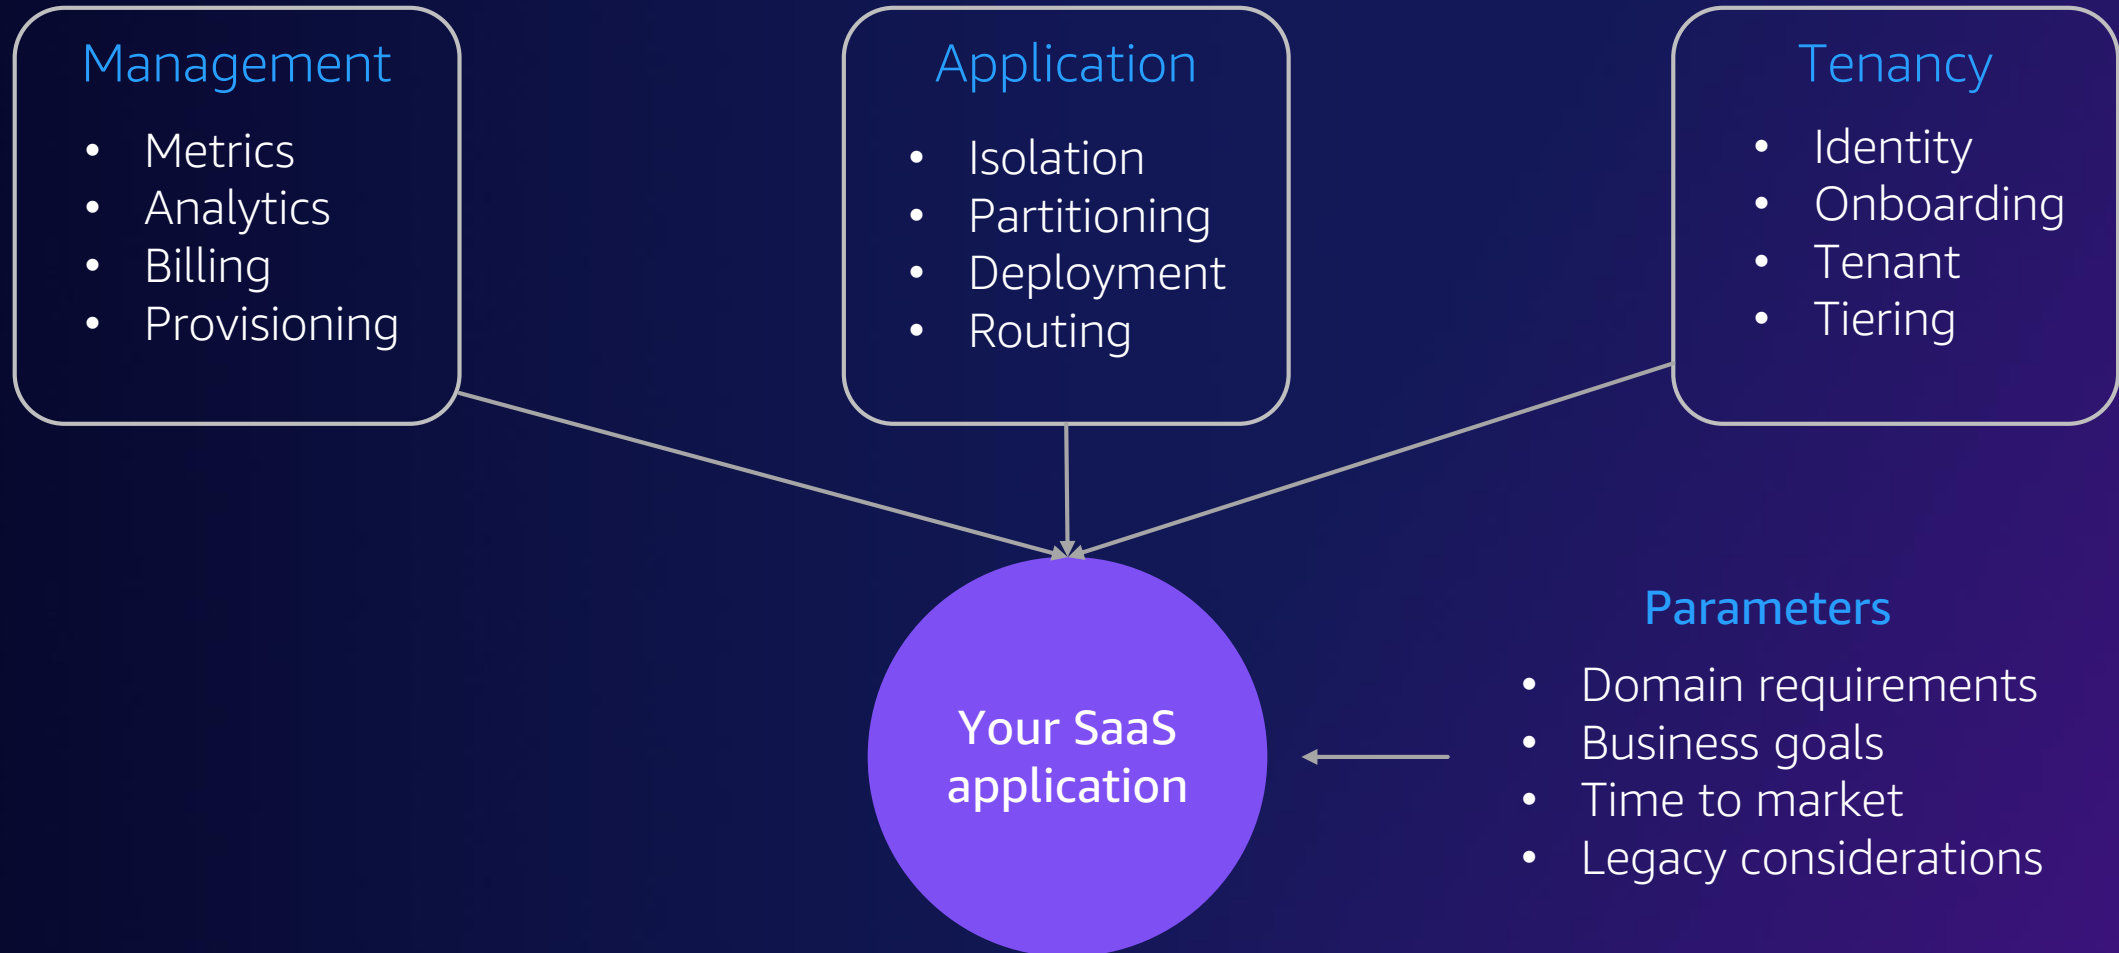 Management
• Metrics
• Analytics
• Billing
• Provisioning
Application
• Isolation
• Partitioning
• Deployment
• Routing
Tenancy
• Identity
• Onboarding
• Tenant
• Tiering
Your SaaS
application
Parameters
• Domain requirements
• Business goals
• Time to market
• Legacy considerations